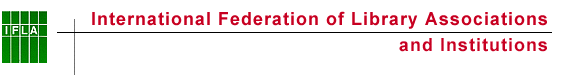 International Federation of Library Associations
IFLA
and Institutions